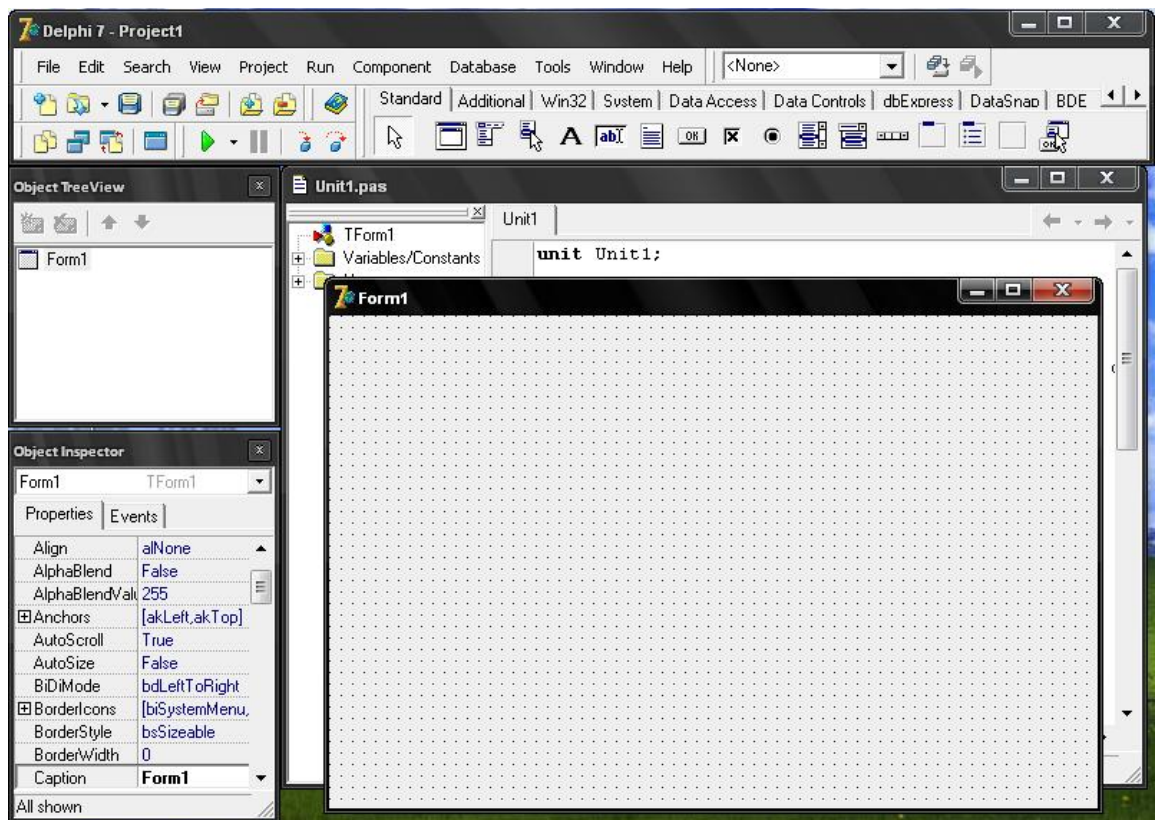 Delphi 7 - Project1
File Edit Search View Project Run Component Database Tools Window Help <None>
Standard Additional Win32 System Data Access Data Controls dbExpress DataSnap BDE
A abI OK
OK
Object TreeView
Form1
Unit1.pas
TForm1
Variables/Constants
Unit1
unit Unit1;
Form1
Object Inspector
Form1 TForm1
Properties Events
Align alNone
AlphaBlend False
AlphaBlendValu 255
Anchors [akLeft,akTop]
AutoScroll True
AutoSize False
BiDiMode bdLeftToRight
BorderIcons [biSystemMenu,
BorderStyle bsSizeable
BorderWidth 0
Caption Form1
All shown